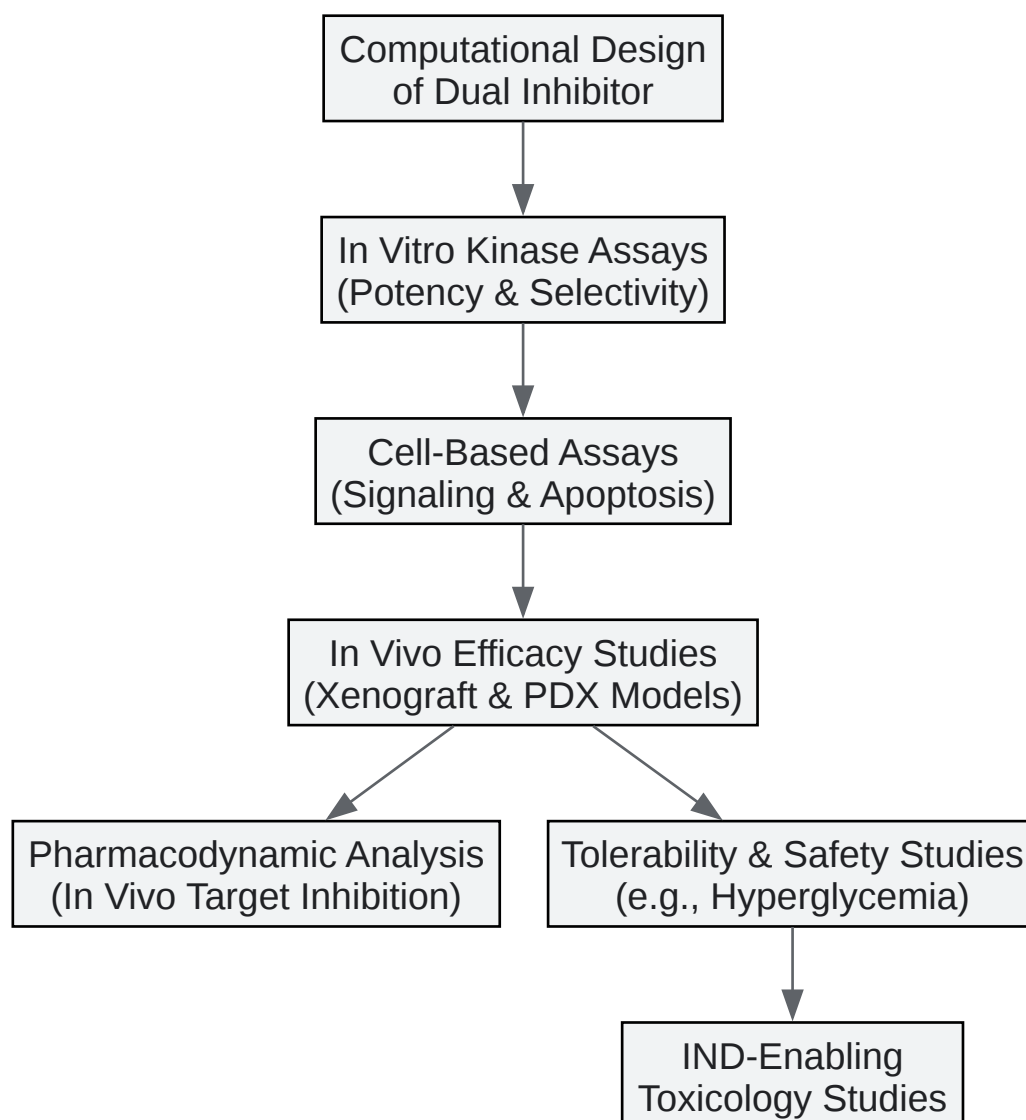 Computational Design
of Dual Inhibitor
In Vitro Kinase Assays
(Potency & Selectivity)
Cell-Based Assays
(Signaling & Apoptosis)
In Vivo Efficacy Studies
(Xenograft & PDX Models)
Pharmacodynamic Analysis
(In Vivo Target Inhibition)
Tolerability & Safety Studies
(e.g., Hyperglycemia)
IND-Enabling
Toxicology Studies